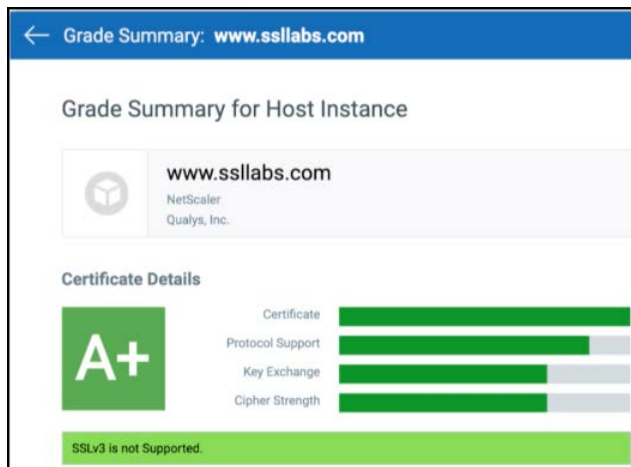 Grade Summary: www.ssllabs.com
Grade Summary for Host Instance
www.ssllabs.com
NetScaler
Qualys, Inc.
Certificate Details
A+
Certificate
Protocol Support
Key Exchange
Cipher Strength
SSLv3 is not Supported.